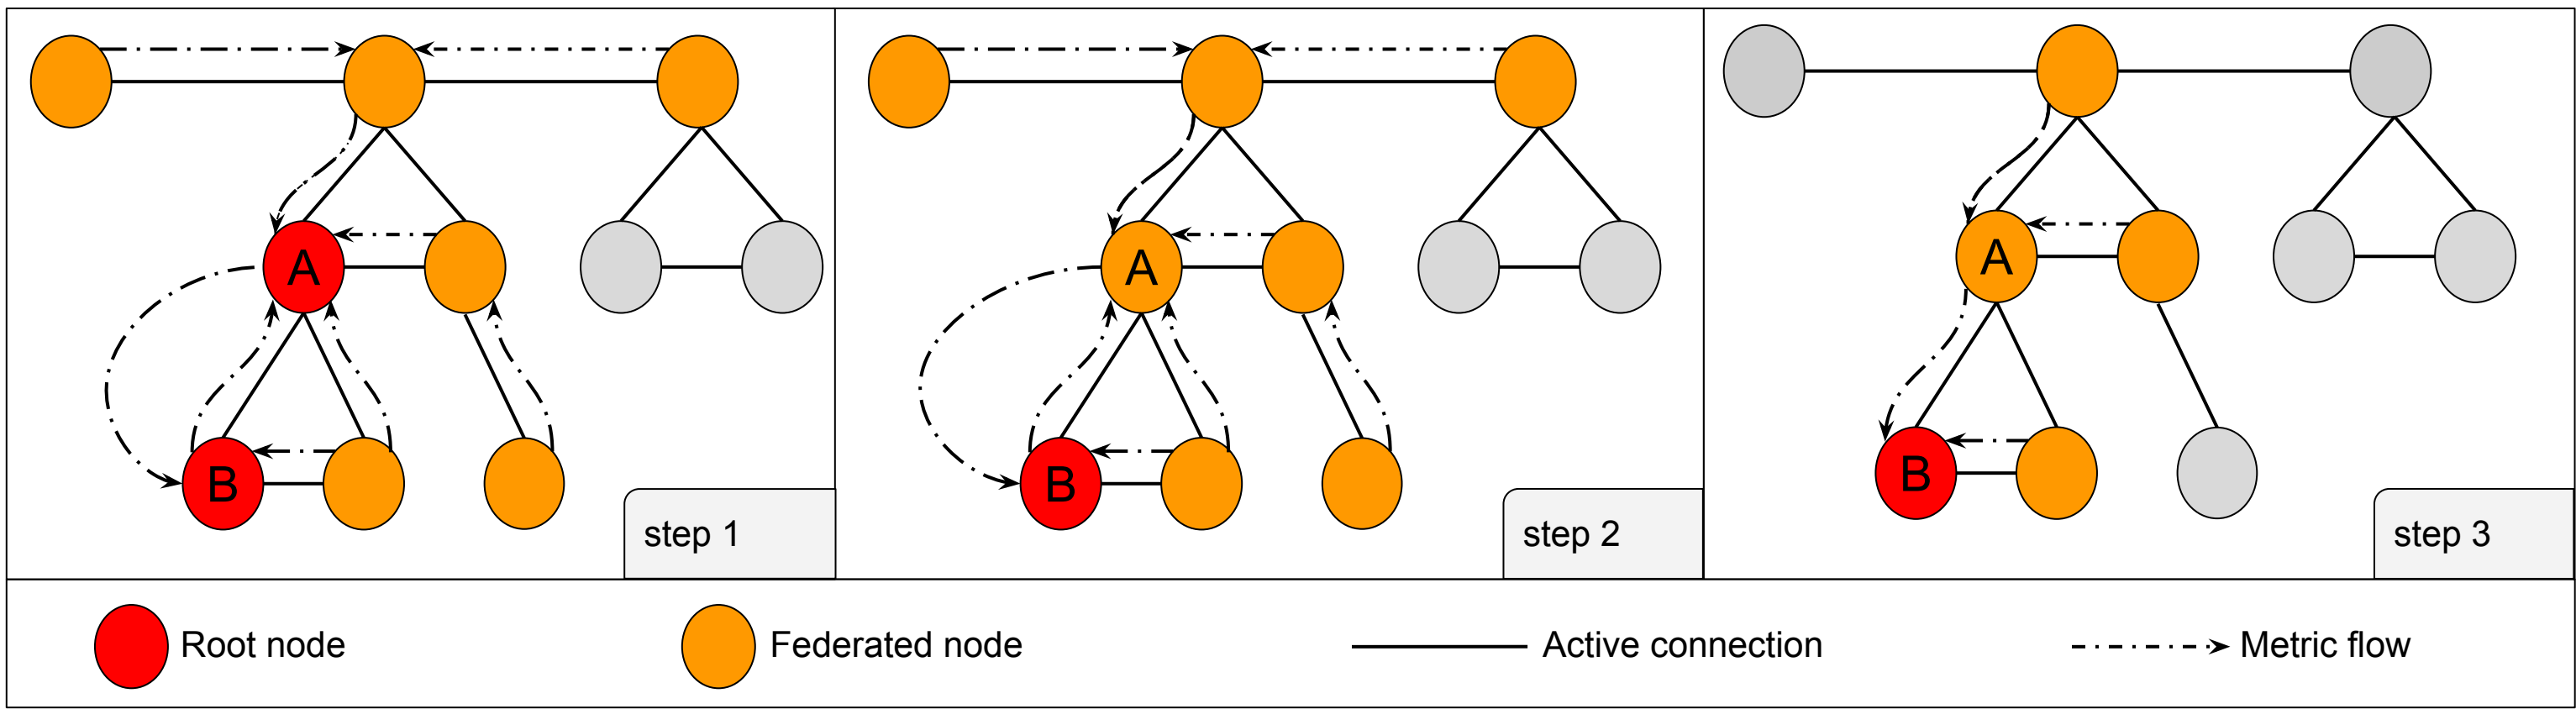 A
B
step 1
A
B
step 2
A
B
step 3
Root node
Federated node
Active connection
Metric flow